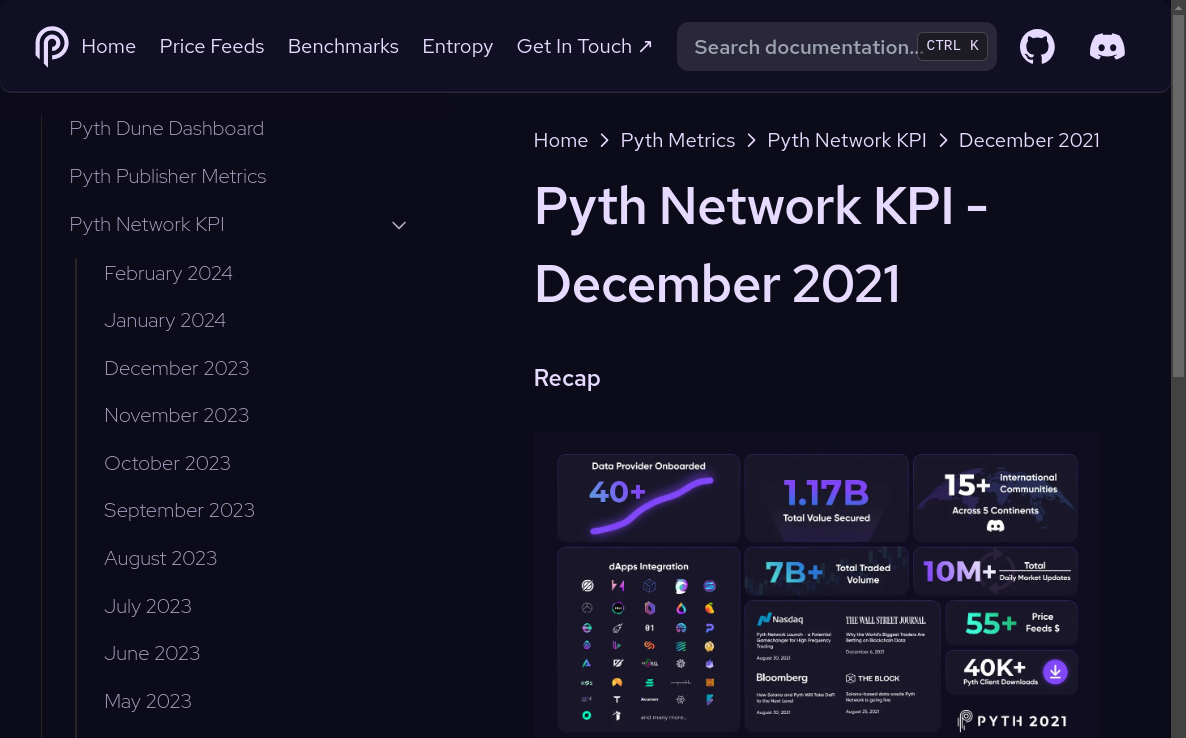 Home Price Feeds Benchmarks Entropy Get In Touch ↗ Search documentation... CTRL K
Pyth Dune Dashboard
Pyth Publisher Metrics
Pyth Network KPI
February 2024
January 2024
December 2023
November 2023
October 2023
September 2023
August 2023
July 2023
June 2023
May 2023
Home > Pyth Metrics > Pyth Network KPI > December 2021
Pyth Network KPI -
December 2021
Recap
Data Provider Onboarded
40+
1.17B
Total Value Secured
15+ International
Communities
Across 5 Continents
dApps Integration
and many more...
7B+ Total Traded
Volume
10M+ Total
Daily Market Updates
Nasdaq
Pyth Network Launch - a Potential
Gamechanger for High Frequency
Trading
August 30, 2021
THE WALL STREET JOURNAL
Why the World's Biggest Traders Are
Betting on Blockchain Data
December 6, 2021
Bloomberg
How Solana and Pyth Will Take DeFi
to the Next Level
August 30, 2021
THE BLOCK
Solana-based data oracle Pyth
Network is going live
August 26, 2021
55+ Price
Feeds $
40K+
Pyth Client Downloads
PYTH 2021